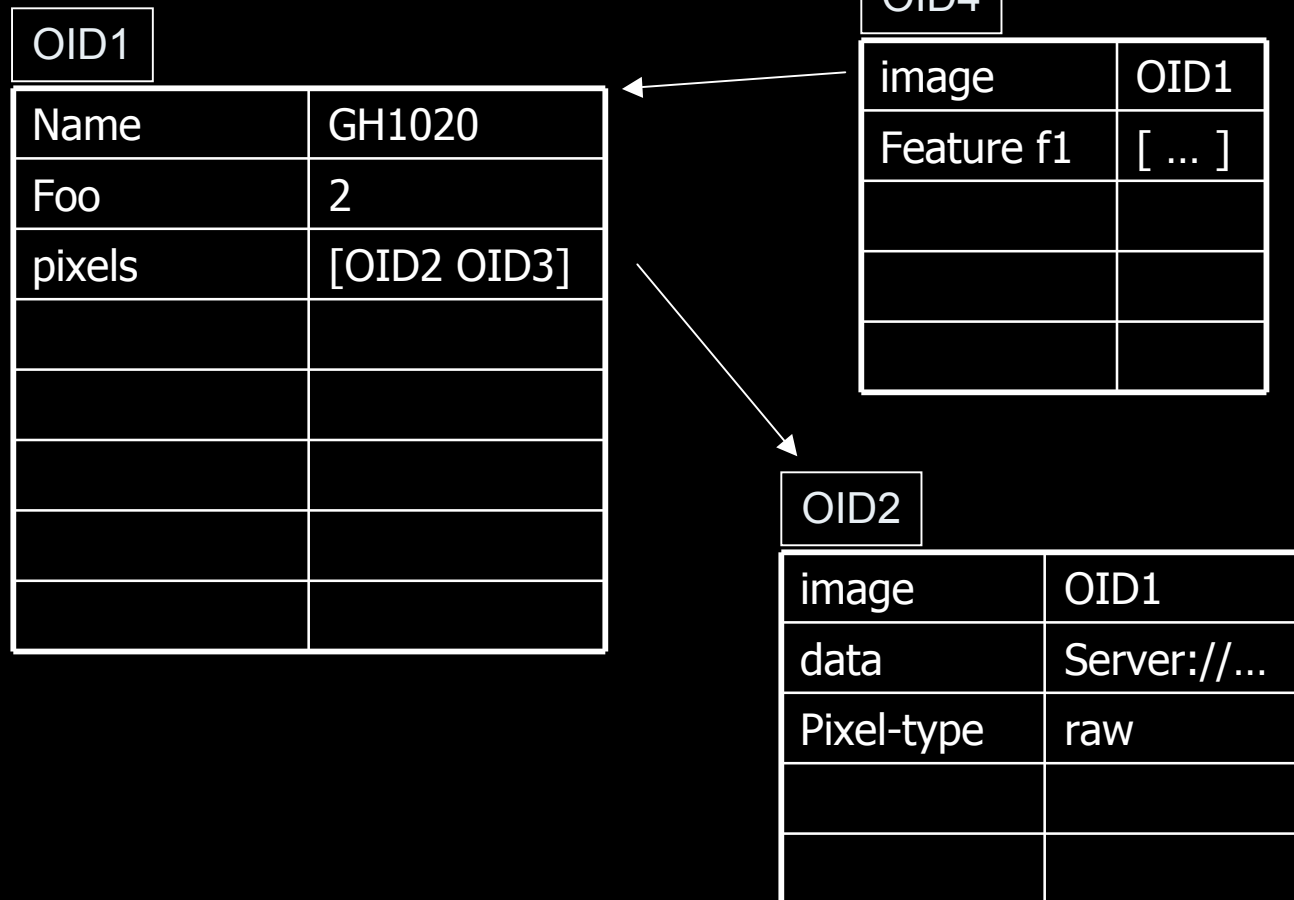 OID1
Name GH1020
Foo 2
pixels [OID2 OID3]
OID4
image OID1
Feature f1 [ ... ]
OID2
image OID1
data Server://...
Pixel-type raw